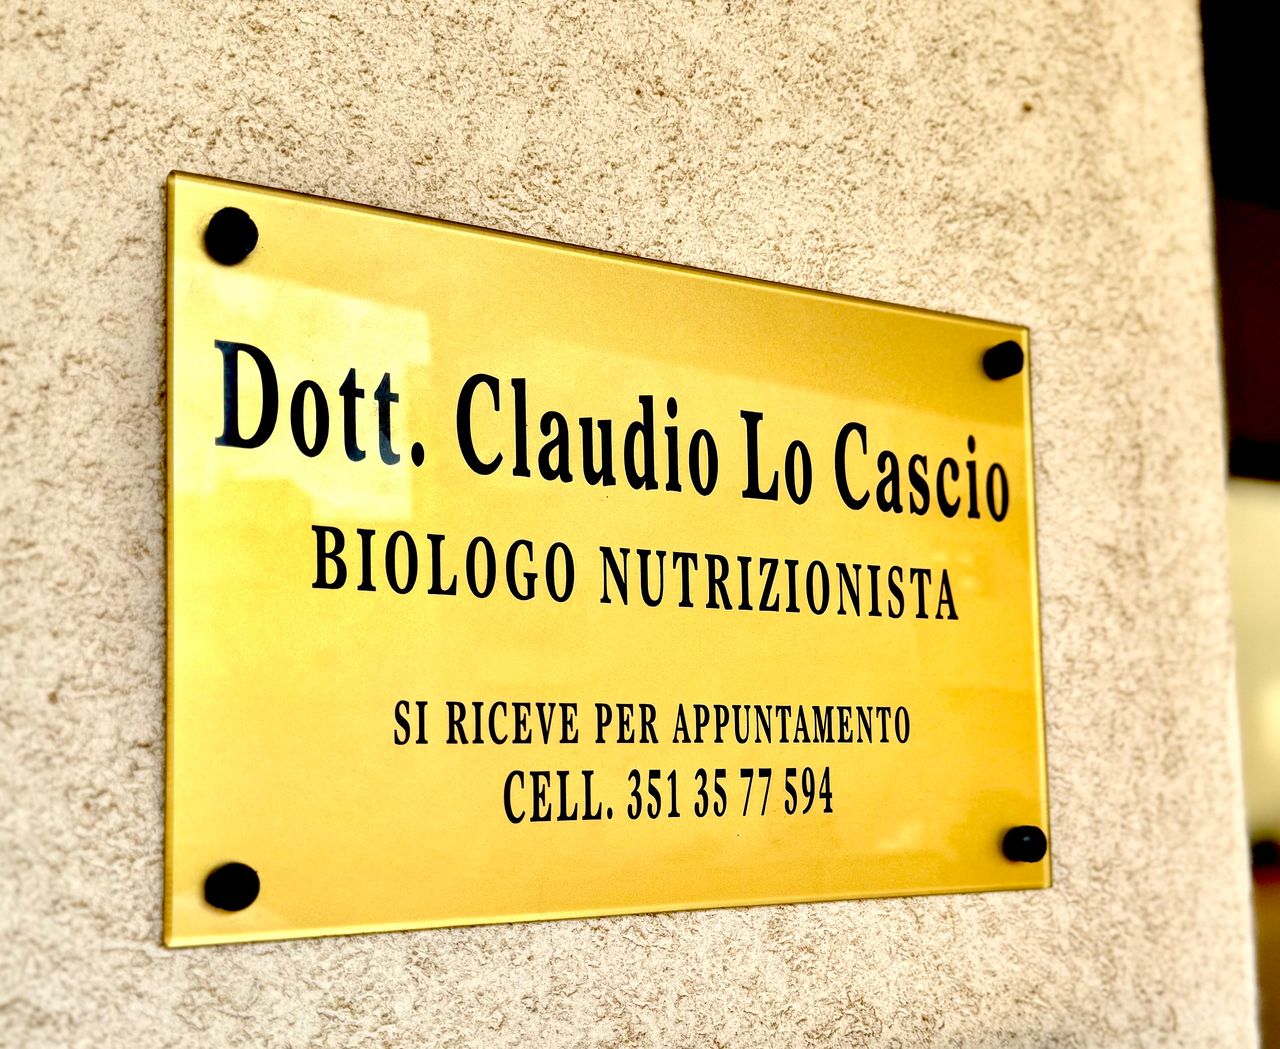 Dott. Claudio Lo Cascio
BIOLOGO NUTRIZIONISTA
SI RICEVE PER APPUNTAMENTO
CELL. 351 35 77 594